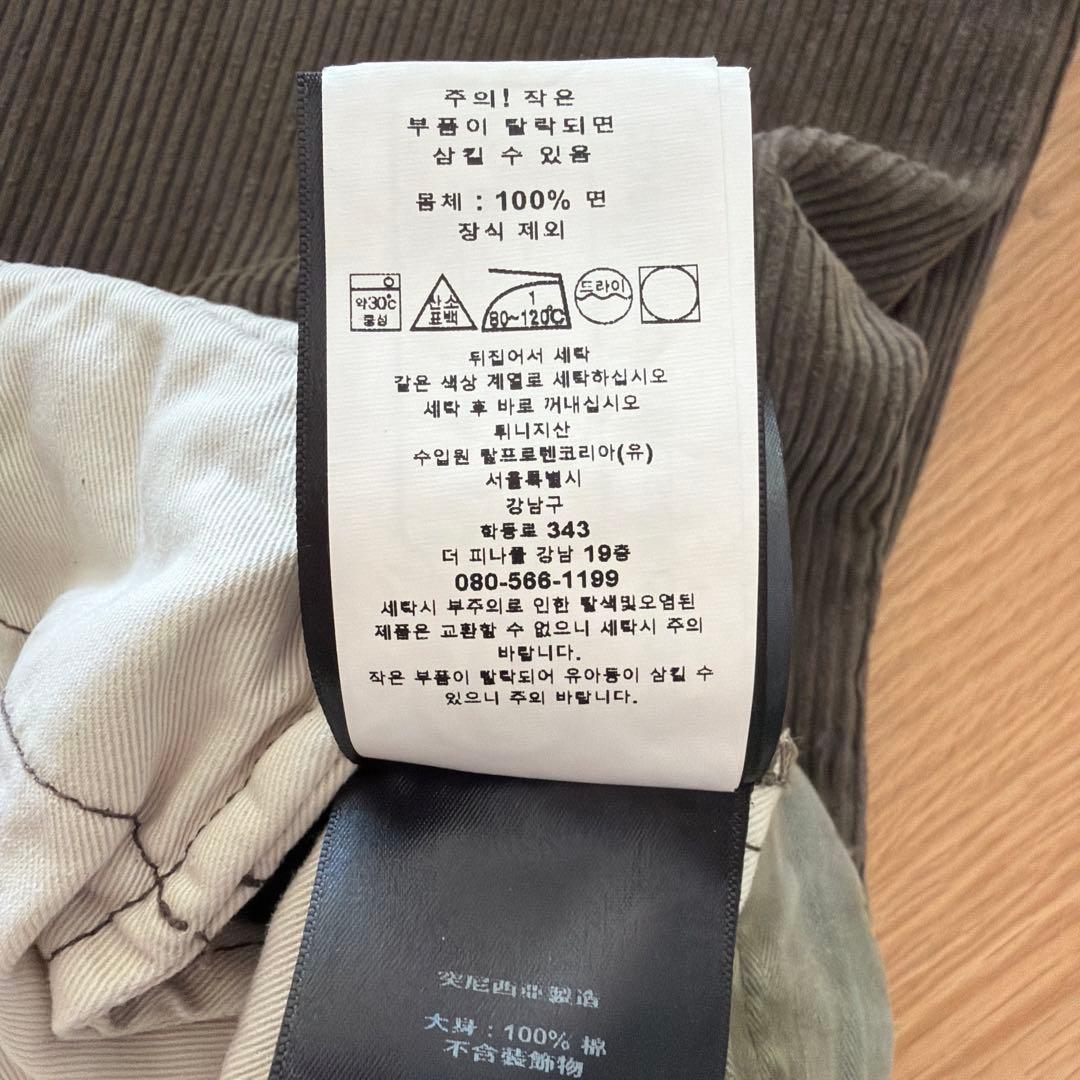 주의! 작은
부품이 탈락되면
삼킬 수 있음
몸체 : 100% 면
장식 제외
약30℃
중성
산소
표백
1
80~120℃
드라이
뒤집어서 세탁
같은 색상 계열로 세탁하십시오
세탁 후 바로 꺼내십시오
튀니지산
수입원 랄프로렌코리아(유)
서울특별시
강남구
학동로 343
더 피나클 강남 19층
080-566-1199
세탁시 부주의로 인한 탈색및오염된
제품은 교환할 수 없으니 세탁시 주의
바랍니다.
작은 부품이 탈락되어 유아등이 삼킬 수
있으니 주의 바랍니다.
突尼西亞製造
大身 : 100% 棉
不含裝飾物